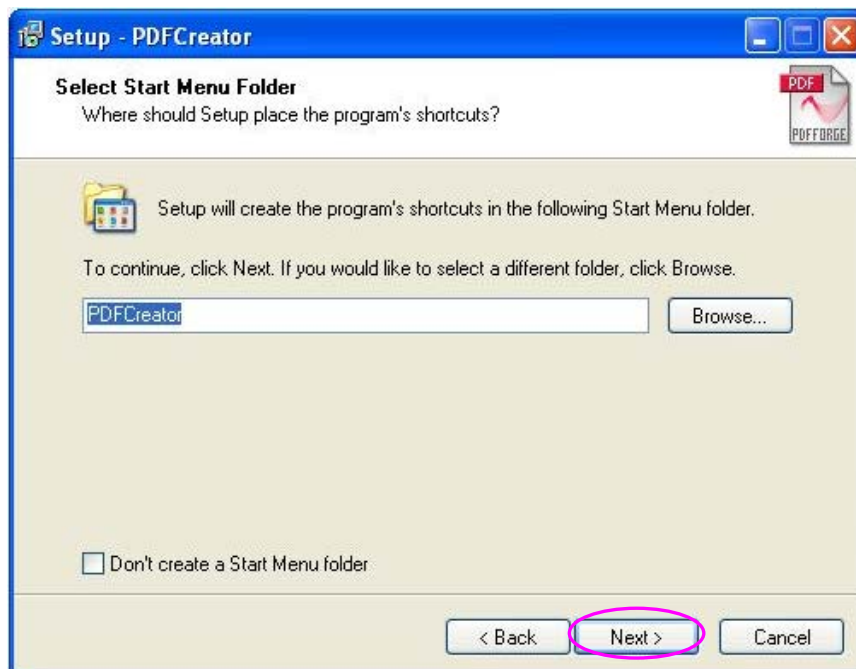 Setup - PDFCreator
Select Start Menu Folder
Where should Setup place the program's shortcuts?
PDF
PDFFORGE
Setup will create the program's shortcuts in the following Start Menu folder.
To continue, click Next. If you would like to select a different folder, click Browse.
PDFCreator
Browse...
Don't create a Start Menu folder
< Back
Next >
Cancel